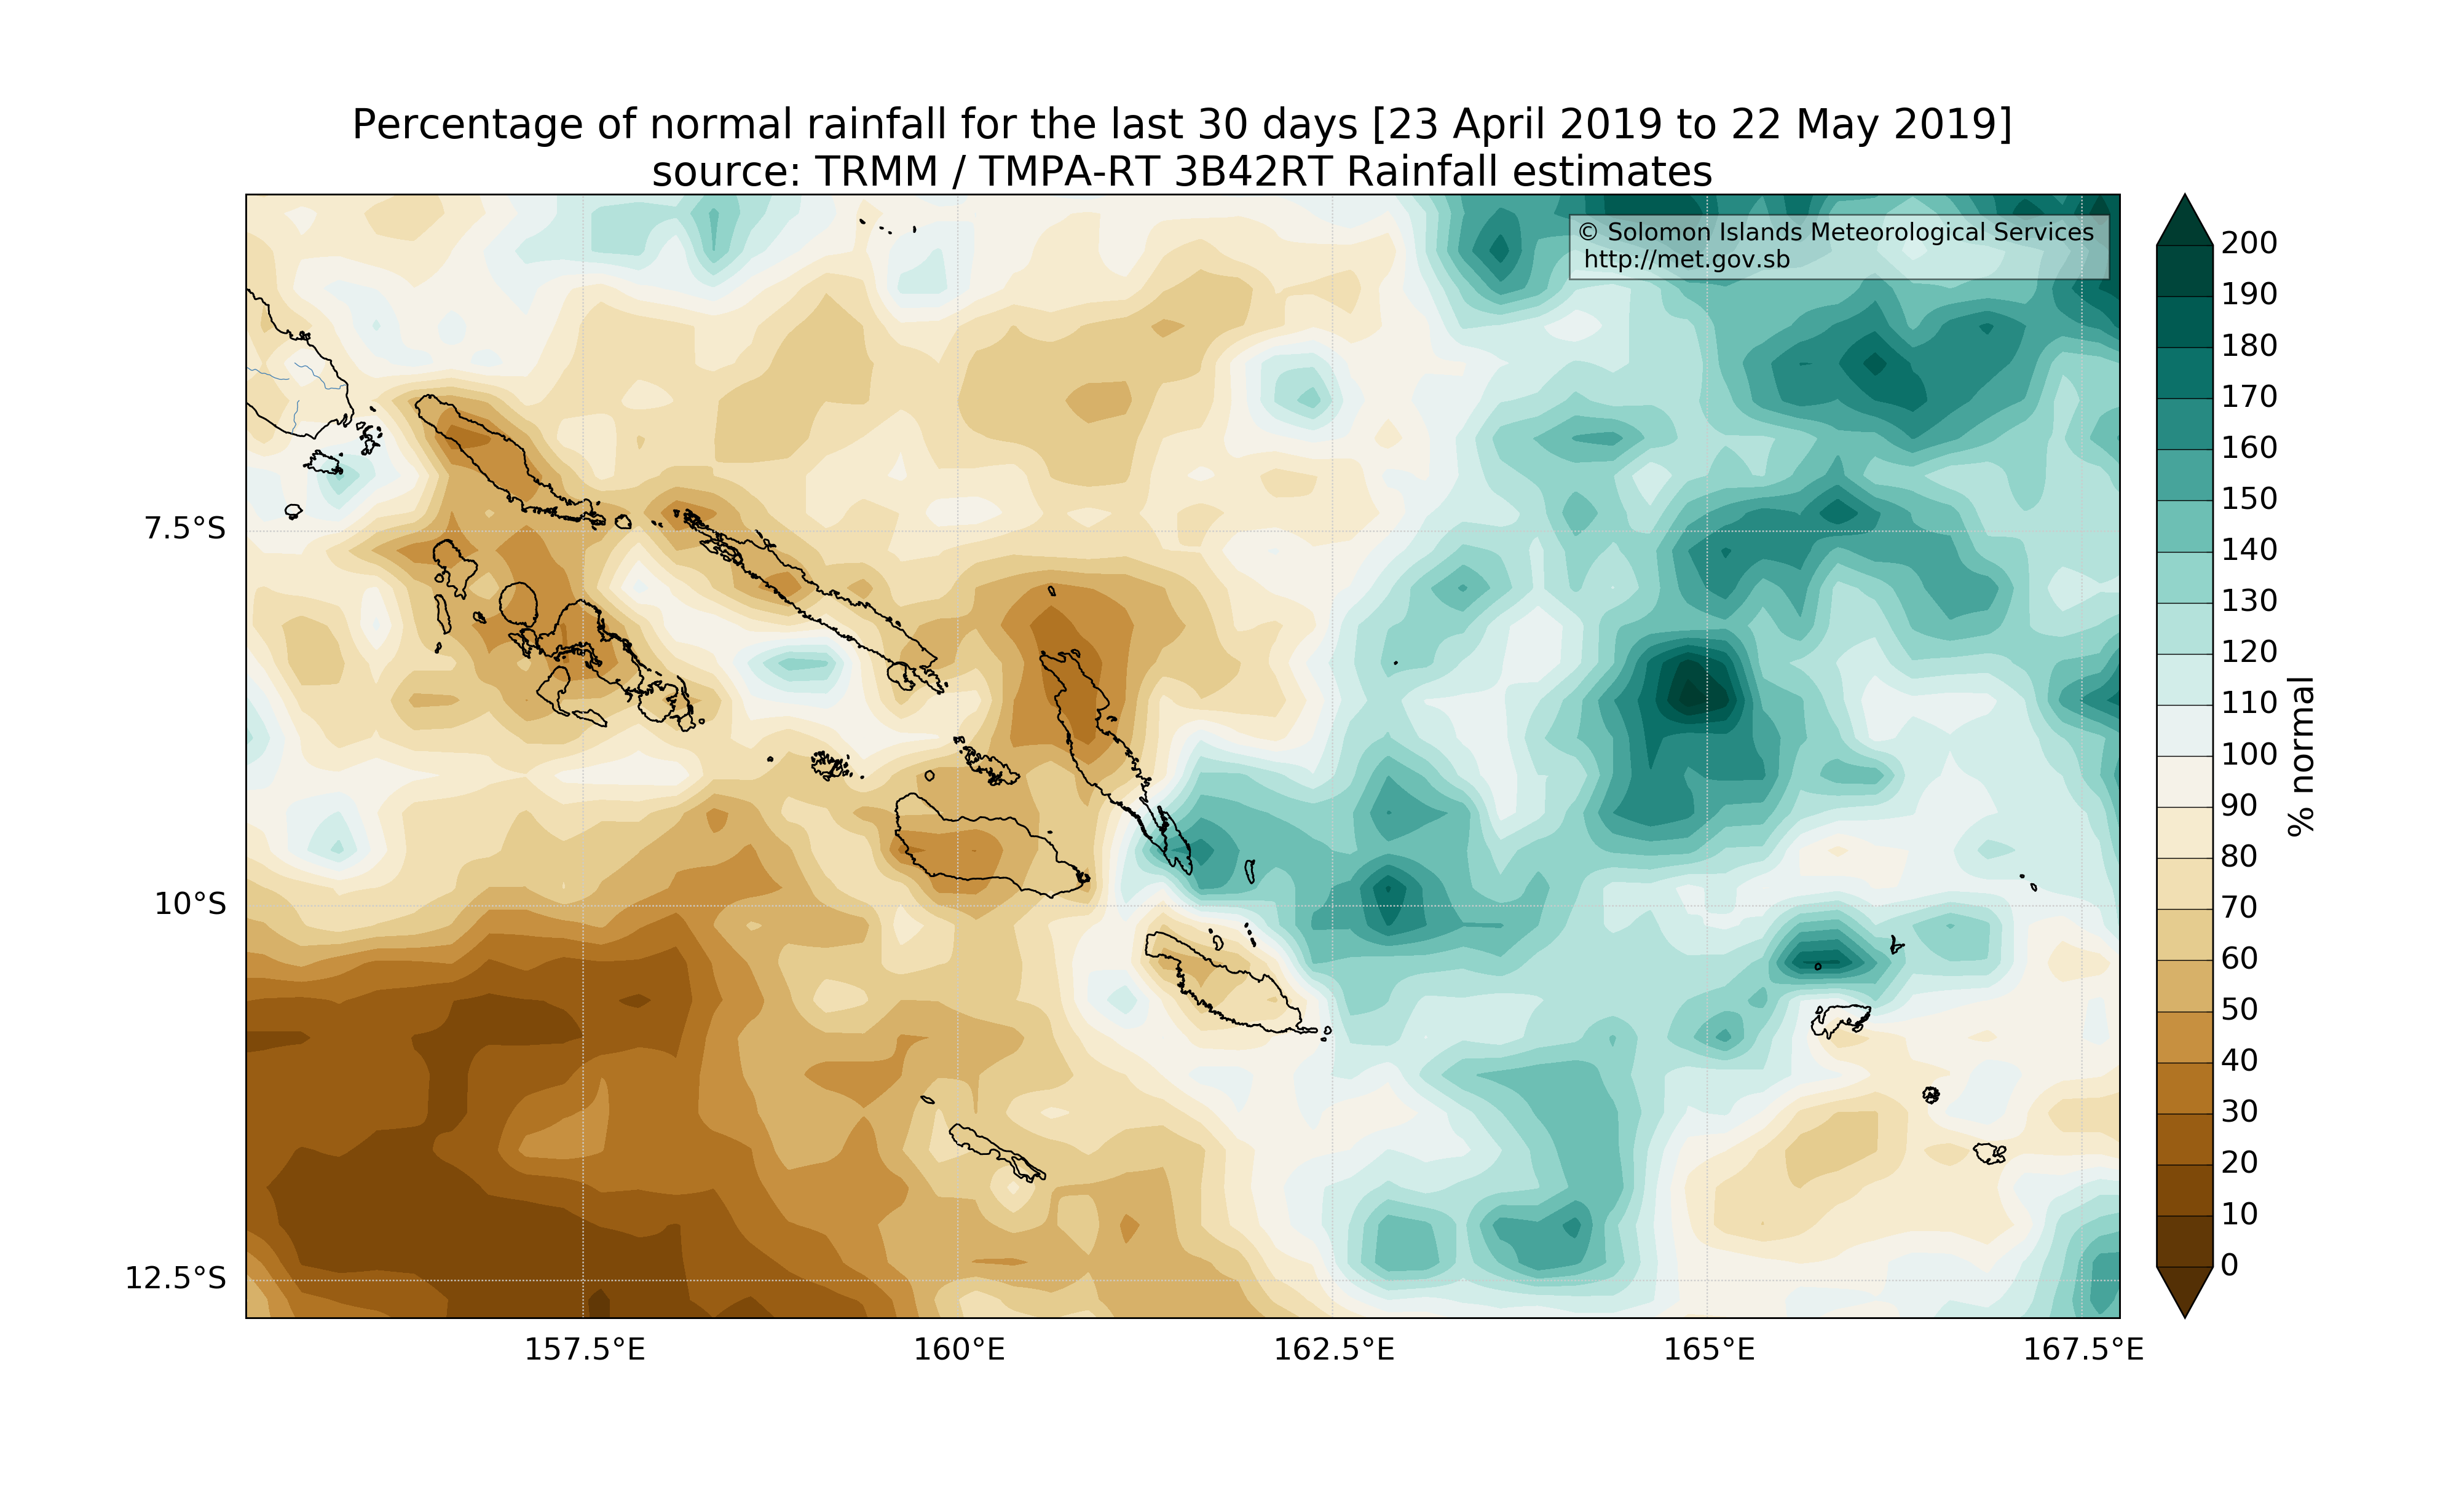 Percentage of normal rainfall for the last 30 days [23 April 2019 to 22 May 2019]
source: TRMM / TMPA-RT 3B42RT Rainfall estimates
© Solomon Islands Meteorological Services
http://met.gov.sb
7.5°S
10°S
12.5°S
157.5°E
160°E
162.5°E
165°E
167.5°E
200
190
180
170
160
150
140
130
120
110
100
90
80
70
60
50
40
30
20
10
0
% normal